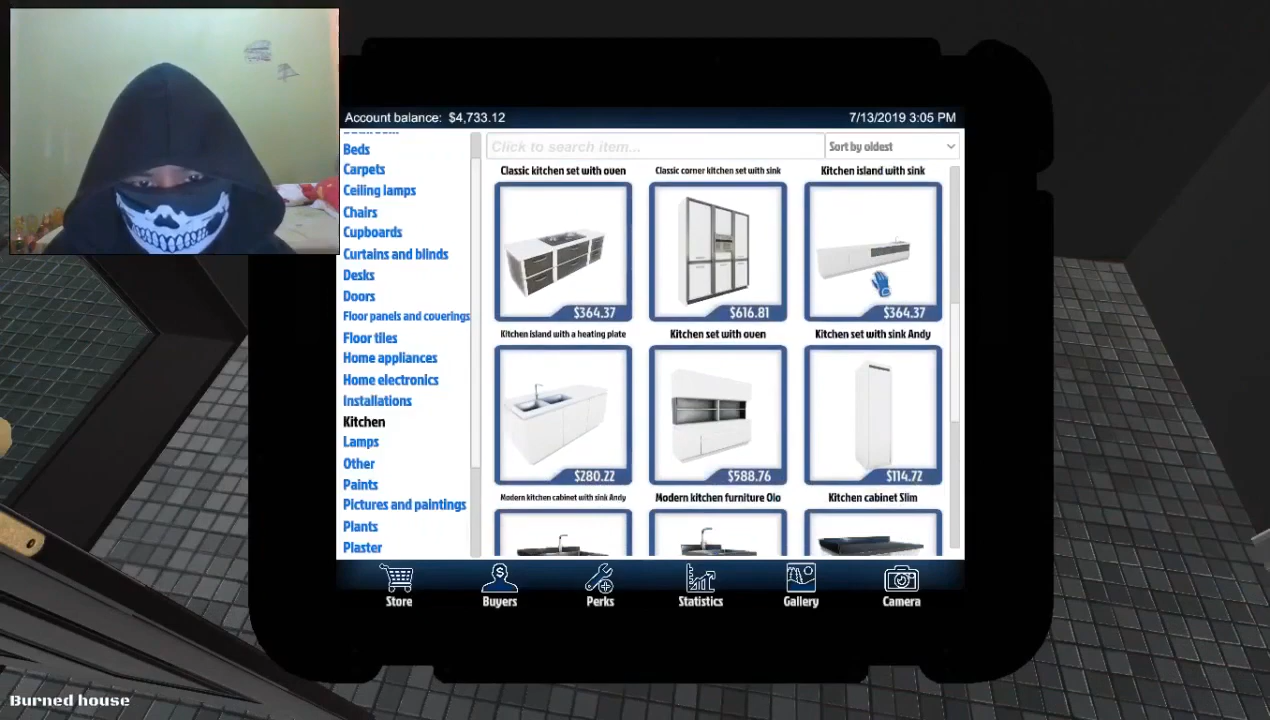 Account balance: $4,733.12
7/13/2019 3:05 PM
Beds
Carpets
Ceiling lamps
Chairs
Cupboards
Curtains and blinds
Desks
Doors
Floor panels and coverings
Floor tiles
Home appliances
Home electronics
Installations
Kitchen
Lamps
Other
Paints
Pictures and paintings
Plants
Plaster
Click to search item...
Sort by oldest
Classic kitchen set with oven
Classic corner kitchen set with sink
Kitchen island with sink
$364.37
$616.81
$364.37
Kitchen island with a heating plate
Kitchen set with oven
Kitchen set with sink Andy
$280.22
$588.76
$114.72
Modern kitchen cabinet with sink Andy
Modern kitchen furniture Olo
Kitchen cabinet Slim
Store
Buyers
Perks
Statistics
Gallery
Camera
Burned house